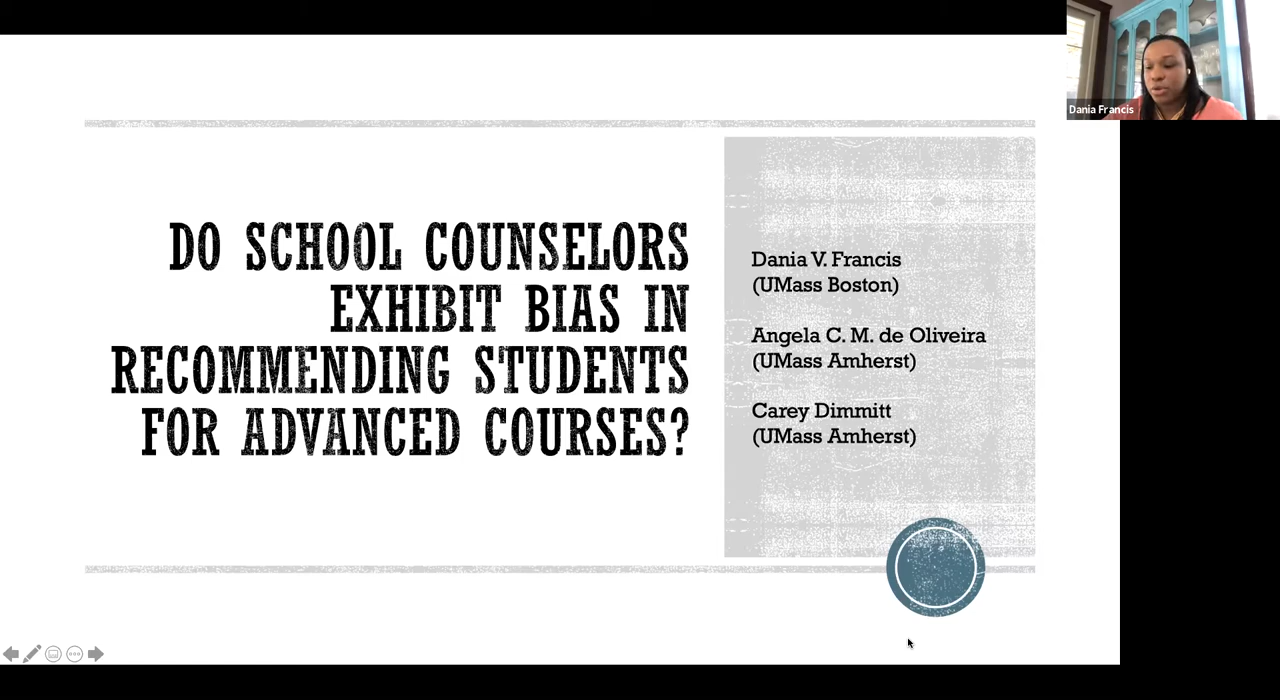 DO SCHOOL COUNSELORS
EXHIBIT BIAS IN
RECOMMENDING STUDENTS
FOR ADVANCED COURSES?
Dania V. Francis
(UMass Boston)
Angela C. M. de Oliveira
(UMass Amherst)
Carey Dimmitt
(UMass Amherst)
Dania Francis